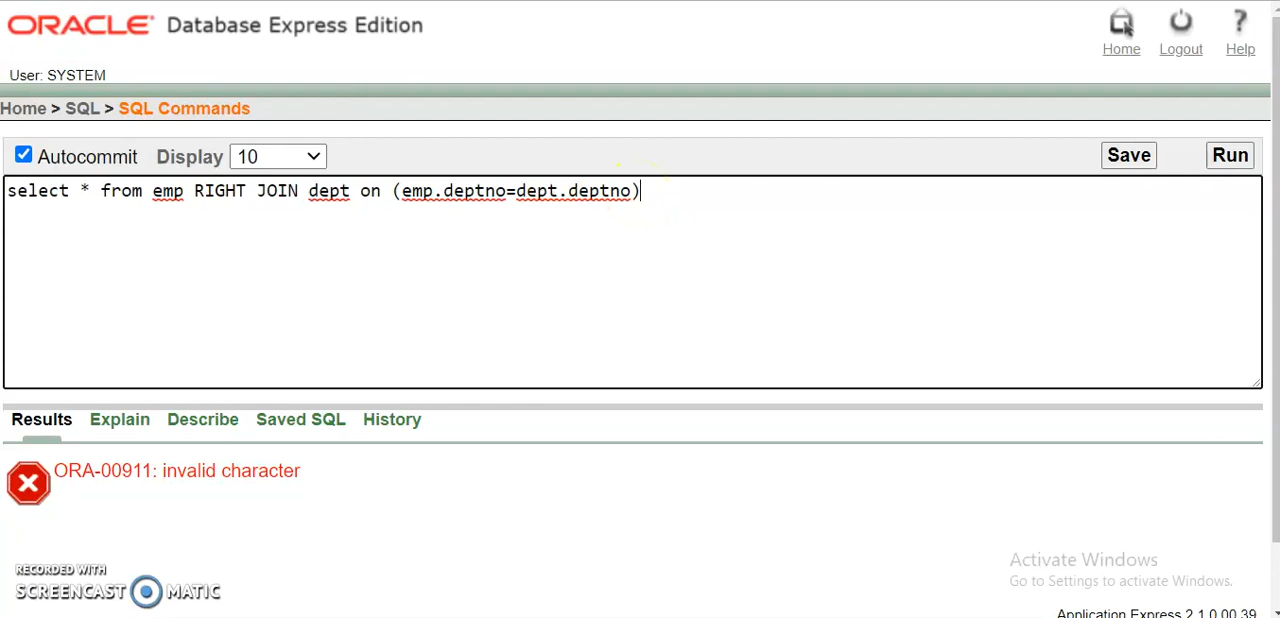 ORACLE Database Express Edition
Home Logout Help
User: SYSTEM
Home > SQL > SQL Commands
Autocommit Display 10 Save Run
select * from emp RIGHT JOIN dept on (emp.deptno=dept.deptno)
Results Explain Describe Saved SQL History
ORA-00911: invalid character
RECORDED WITH
SCREENCAST MATIC
Activate Windows
Go to Settings to activate Windows.
Application Express 2.1.0.00.39